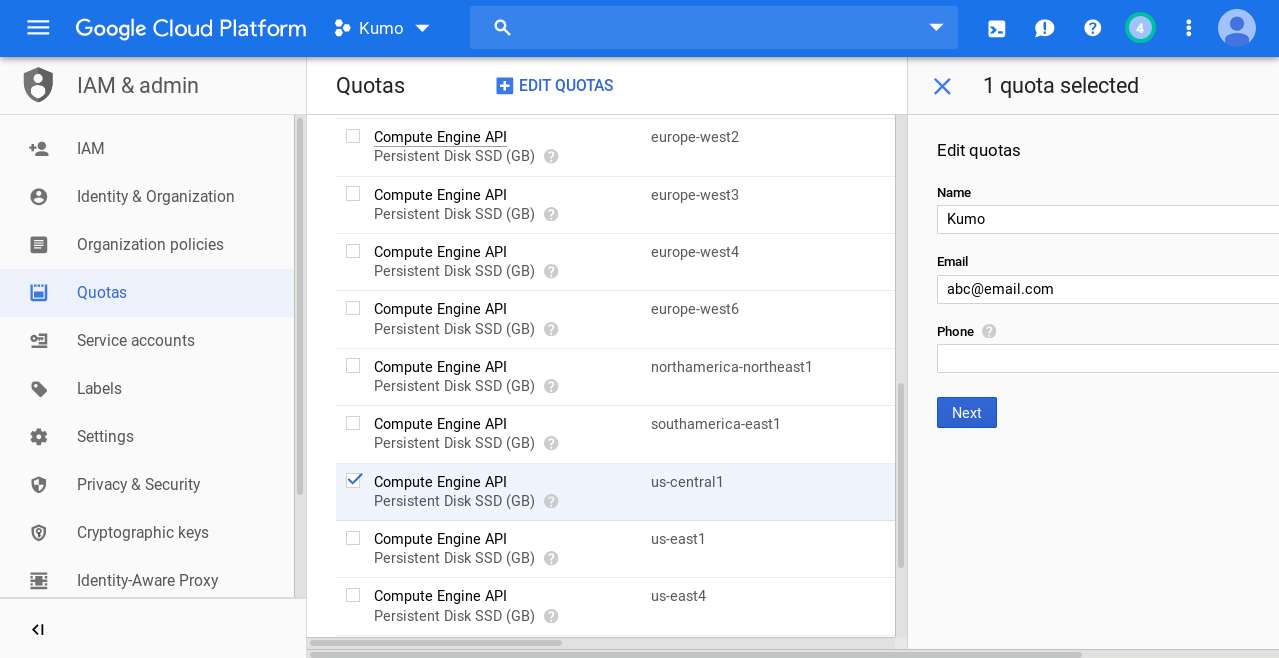 Google Cloud Platform
Kumo
4
IAM & admin
IAM
Identity & Organization
Organization policies
Quotas
Service accounts
Labels
Settings
Privacy & Security
Cryptographic keys
Identity-Aware Proxy
Quotas
EDIT QUOTAS
Compute Engine API europe-west2
Persistent Disk SSD (GB) ?
Compute Engine API europe-west3
Persistent Disk SSD (GB) ?
Compute Engine API europe-west4
Persistent Disk SSD (GB) ?
Compute Engine API europe-west6
Persistent Disk SSD (GB) ?
Compute Engine API northamerica-northeast1
Persistent Disk SSD (GB) ?
Compute Engine API southamerica-east1
Persistent Disk SSD (GB) ?
Compute Engine API us-central1
Persistent Disk SSD (GB) ?
Compute Engine API us-east1
Persistent Disk SSD (GB) ?
Compute Engine API us-east4
Persistent Disk SSD (GB) ?
1 quota selected
Edit quotas
Name
Kumo
Email
abc@email.com
Phone ?
Next